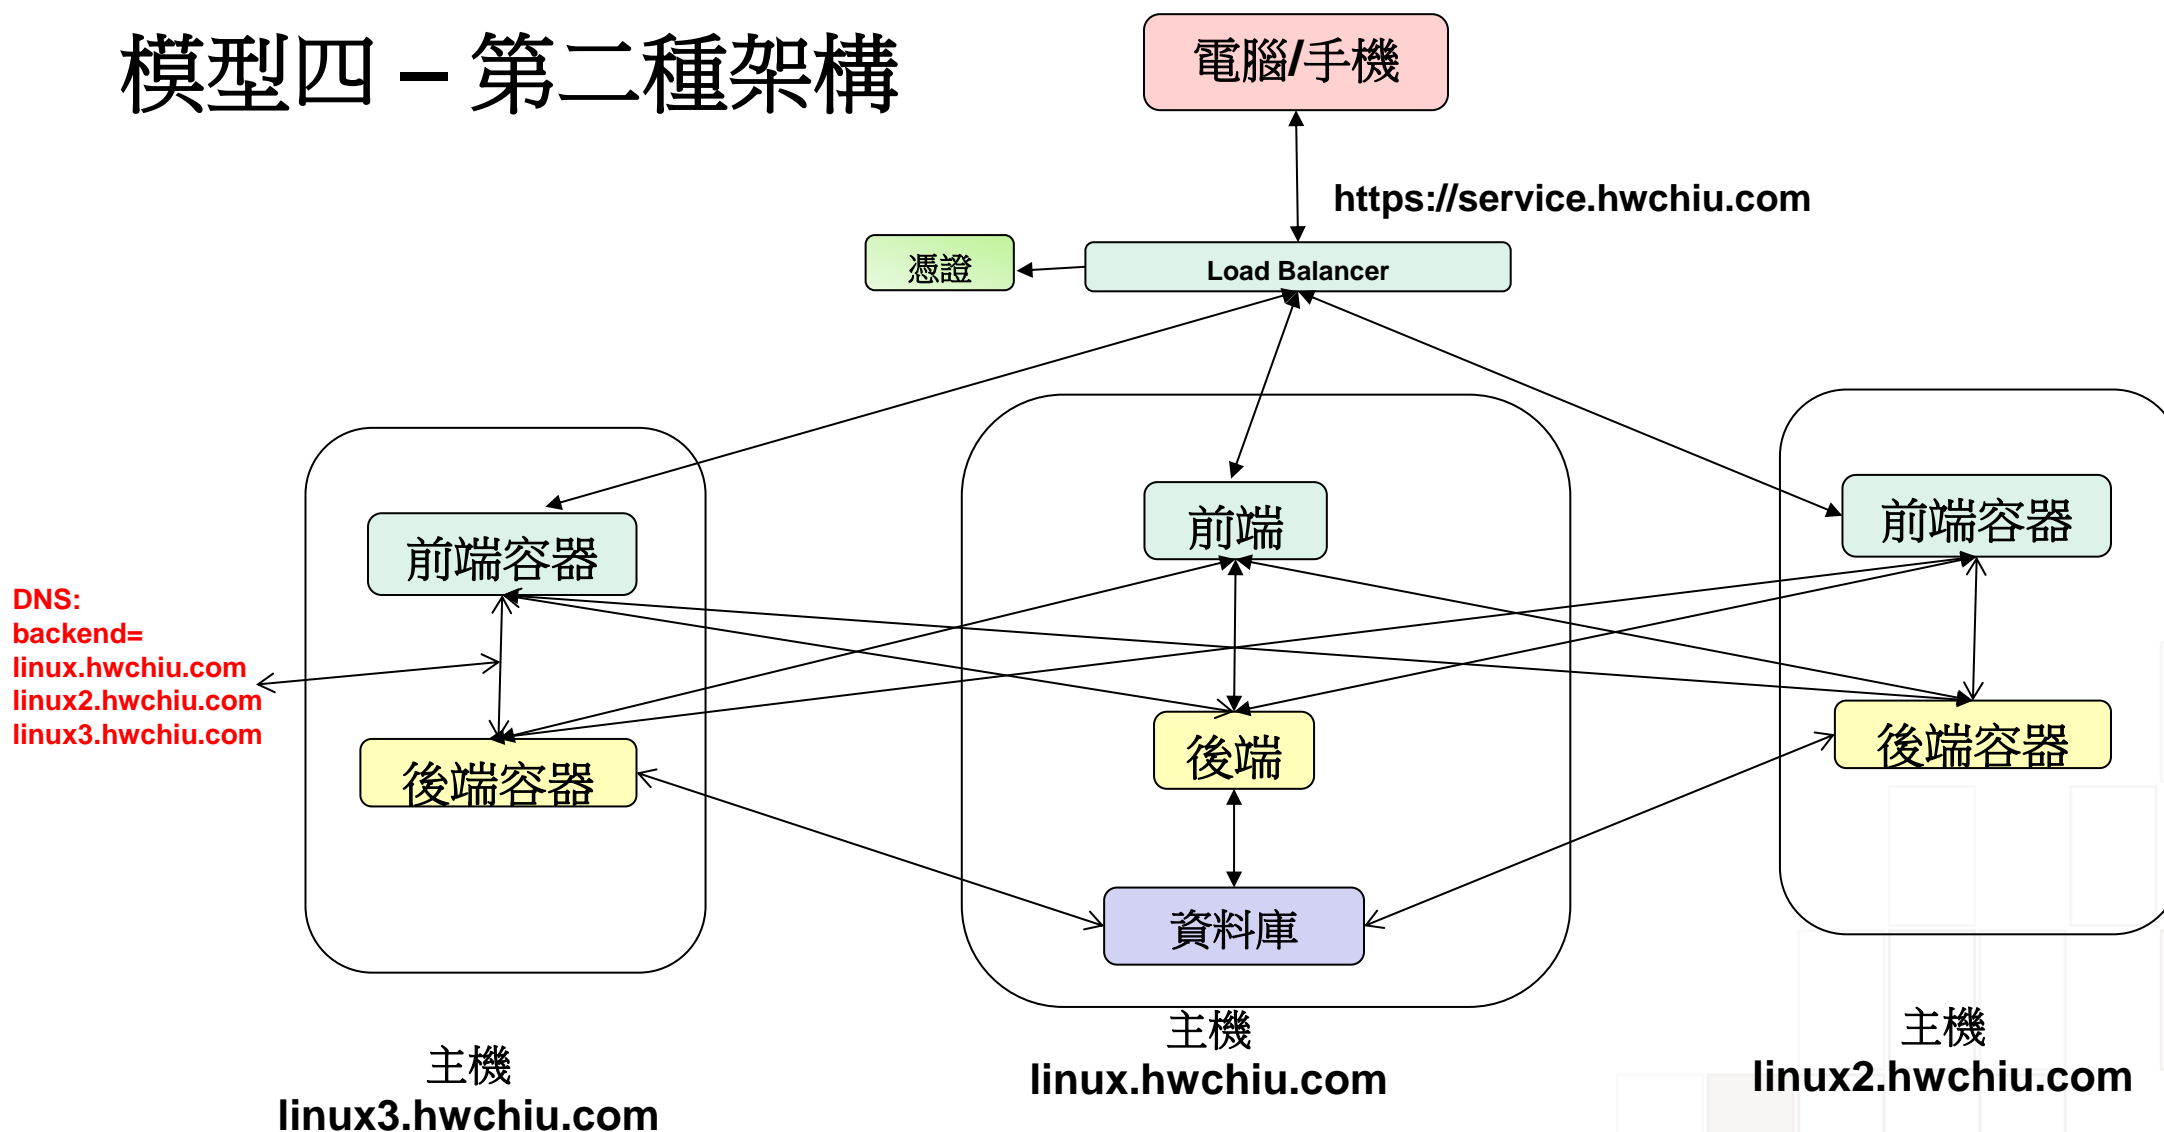 模型四 – 第二種架構
電腦/手機
https://service.hwchiu.com
憑證
Load Balancer
前端容器
前端
前端容器
DNS:
backend=
linux.hwchiu.com
linux2.hwchiu.com
linux3.hwchiu.com
後端容器
後端
後端容器
資料庫
主機
linux3.hwchiu.com
主機
linux.hwchiu.com
主機
linux2.hwchiu.com